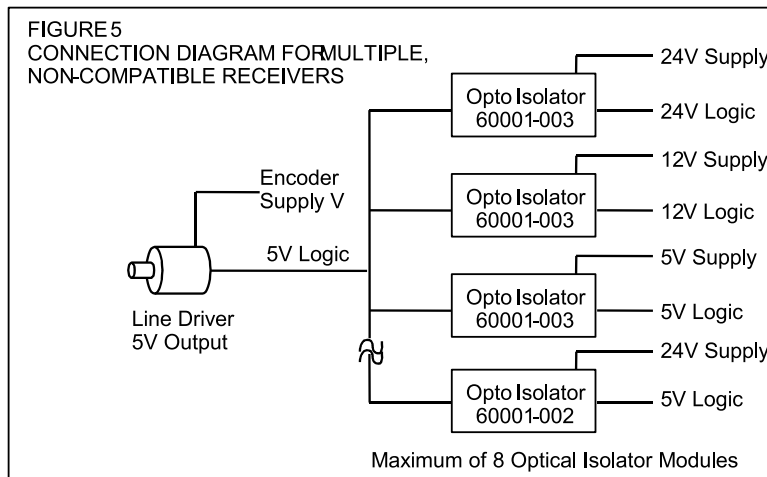 FIGURE 5
CONNECTION DIAGRAM FOR MULTIPLE,
NON-COMPATIBLE RECEIVERS
Encoder
Supply V
5V Logic
Line Driver
5V Output
Opto Isolator
60001-003
24V Supply
24V Logic
Opto Isolator
60001-003
12V Supply
12V Logic
Opto Isolator
60001-003
5V Supply
5V Logic
Opto Isolator
60001-002
24V Supply
5V Logic
Maximum of 8 Optical Isolator Modules